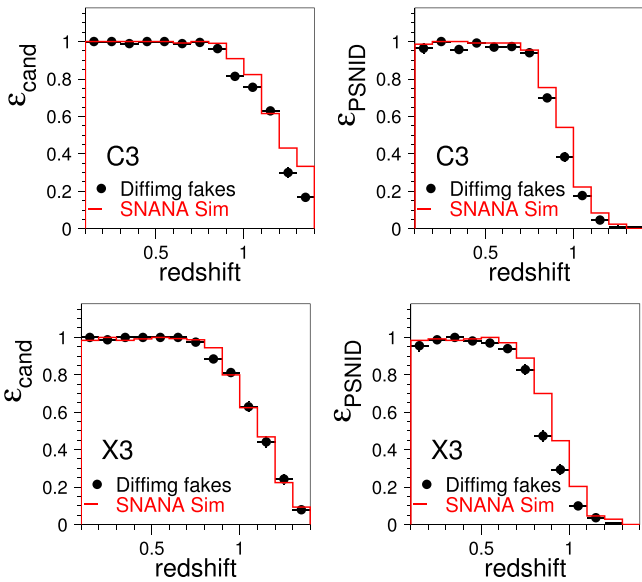 1
0.8
0.6
0.4
0.2
0
εcand
C3
Diffimg fakes
SNANA Sim
0.5
1
redshift
1
0.8
0.6
0.4
0.2
0
εPSNID
C3
Diffimg fakes
SNANA Sim
0.5
1
redshift
1
0.8
0.6
0.4
0.2
0
εcand
X3
Diffimg fakes
SNANA Sim
0.5
1
redshift
1
0.8
0.6
0.4
0.2
0
εPSNID
X3
Diffimg fakes
SNANA Sim
0.5
1
redshift